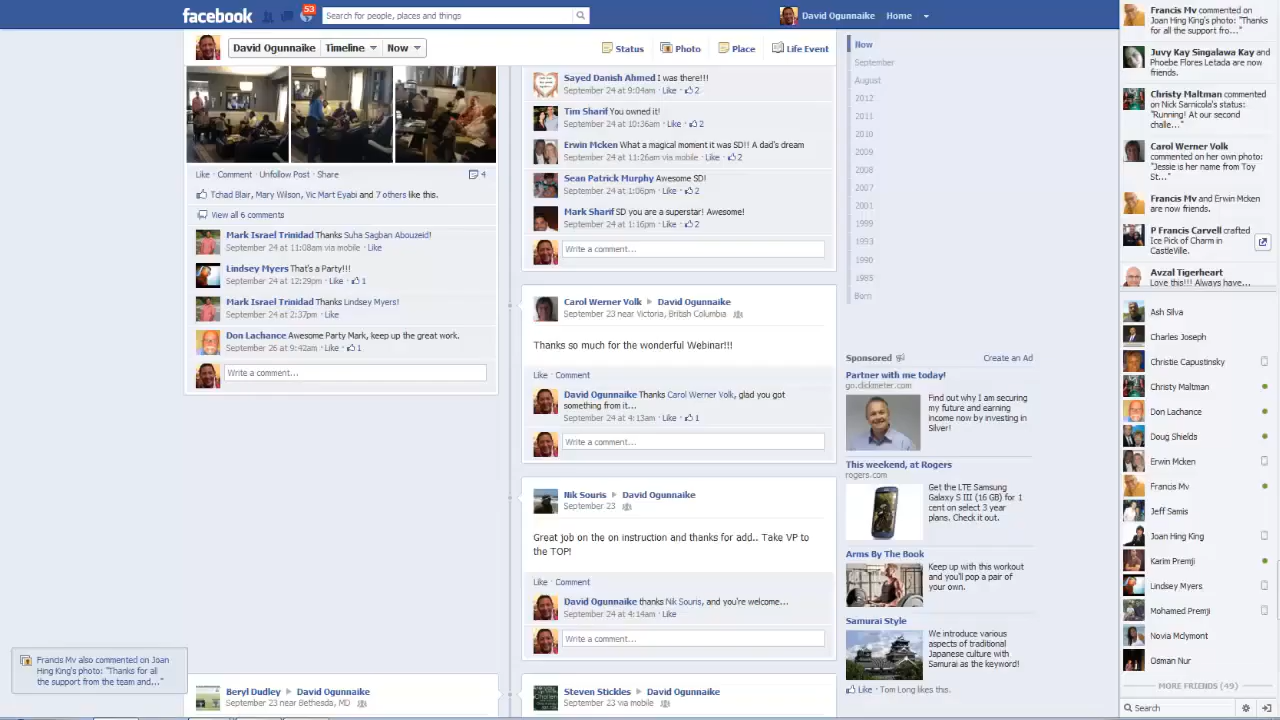 facebook
53
Search for people, places and things
David Ogunnaike
Home
David Ogunnaike
Timeline
Now
Status
Photo
Place
Life Event
Like · Comment · Unfollow Post · Share
4
Tchad Blair, Mary Wilson, Vic Mart Eyabi and 7 others like this.
View all 6 comments
Mark Israel Trinidad Thanks Suha Sagban Abouzeid!
September 24 at 11:08am via mobile · Like
Lindsey Myers That's a Party!!!
September 24 at 12:29pm · Like · 1
Mark Israel Trinidad Thanks Lindsey Myers!
September 24 at 2:37pm · Like
Don Lachance Awesome Party Mark, keep up the great work.
September 26 at 9:42am · Like · 1
Write a comment...
Francis Mv also commented on Joan
Hing King's photo: "Thanks for all
the support from the team and..
Beryl Dudley
David Ogunnaike
September 23 near Bethesda, MD
Sayed Danish Ahmed I was there!!!
September 24 at 9:04am · Like · 2
Tim Sharif You owned it!
September 24 at 10:36am · Like · 2
Erwin Mcken What a magical moment it was SD!! A dad's dream
September 24 at 11:26am via mobile · Like · 2
Sean Patrick Murphy Awesome SD!
September 24 at 1:06pm · Like · 2
Mark Sharif SD you are a superstar! Awesome!
September 24 at 1:16pm · Like · 2
Write a comment...
Carol Werner Volk
David Ogunnaike
September 23 near Victoria, British Columbia
Thanks so much for the wonderful Webinar!!!
Like · Comment
David Ogunnaike Thanks Carol Werner Volk, glad you got
something from it...
September 24 at 4:13am · Like · 1
Write a comment...
Nik Souris
David Ogunnaike
September 23
Great job on the on instruction and thanks for add.. Take VP to
the TOP!
Like · Comment
David Ogunnaike thanks Nik Souris, and you're welcome...
September 24 at 4:14am · Like
Write a comment...
Steven Stickles
David Ogunnaike
September 23 via mobile
Now
September
August
2012
2011
2010
2009
2008
2007
2001
1999
1993
1990
1985
Born
Sponsored
Create an Ad
Partner with me today!
go.clickmeter.com
Find out why I am securing
my future and earning
income now by investing in
Silver!
This weekend, at Rogers
rogers.com
Get the LTE Samsung
Galaxy S III (16 GB) for 1
cent on select 3 year
plans. Check it out.
Arms By The Book
Keep up with this workout
and you'll pop a pair of
your own.
Samurai Style
We introduce various
aspects of traditional
Japanese culture with
Samurai as the keyword!
Like · Tom Long likes this.
Francis Mv commented on
Joan Hing King's photo: "Thanks
for all the support fro..."
Juvy Kay Singalawa Kay and
Phoebe Flores Letada are now
friends.
Christy Maltman commented
on Nick Sarnicola's status:
"Running! At our second
challe..."
Carol Werner Volk
commented on her own photo:
"Jessie is her name from Toy
St..."
Francis Mv and Erwin Mcken
are now friends.
P Francis Carvell crafted
Ice Pick of Charm in
CastleVille.
Avzal Tigerheart
Love this!!! Always have...
Ash Silva
Charles Joseph
Christie Capustinsky
Christy Maltman
Don Lachance
Doug Shields
Erwin Mcken
Francis Mv
Jeff Samis
Joan Hing King
Karim Premji
Lindsey Myers
Mohamed Premji
Novia Mclymont
Osman Nur
MORE FRIENDS (49)
Search